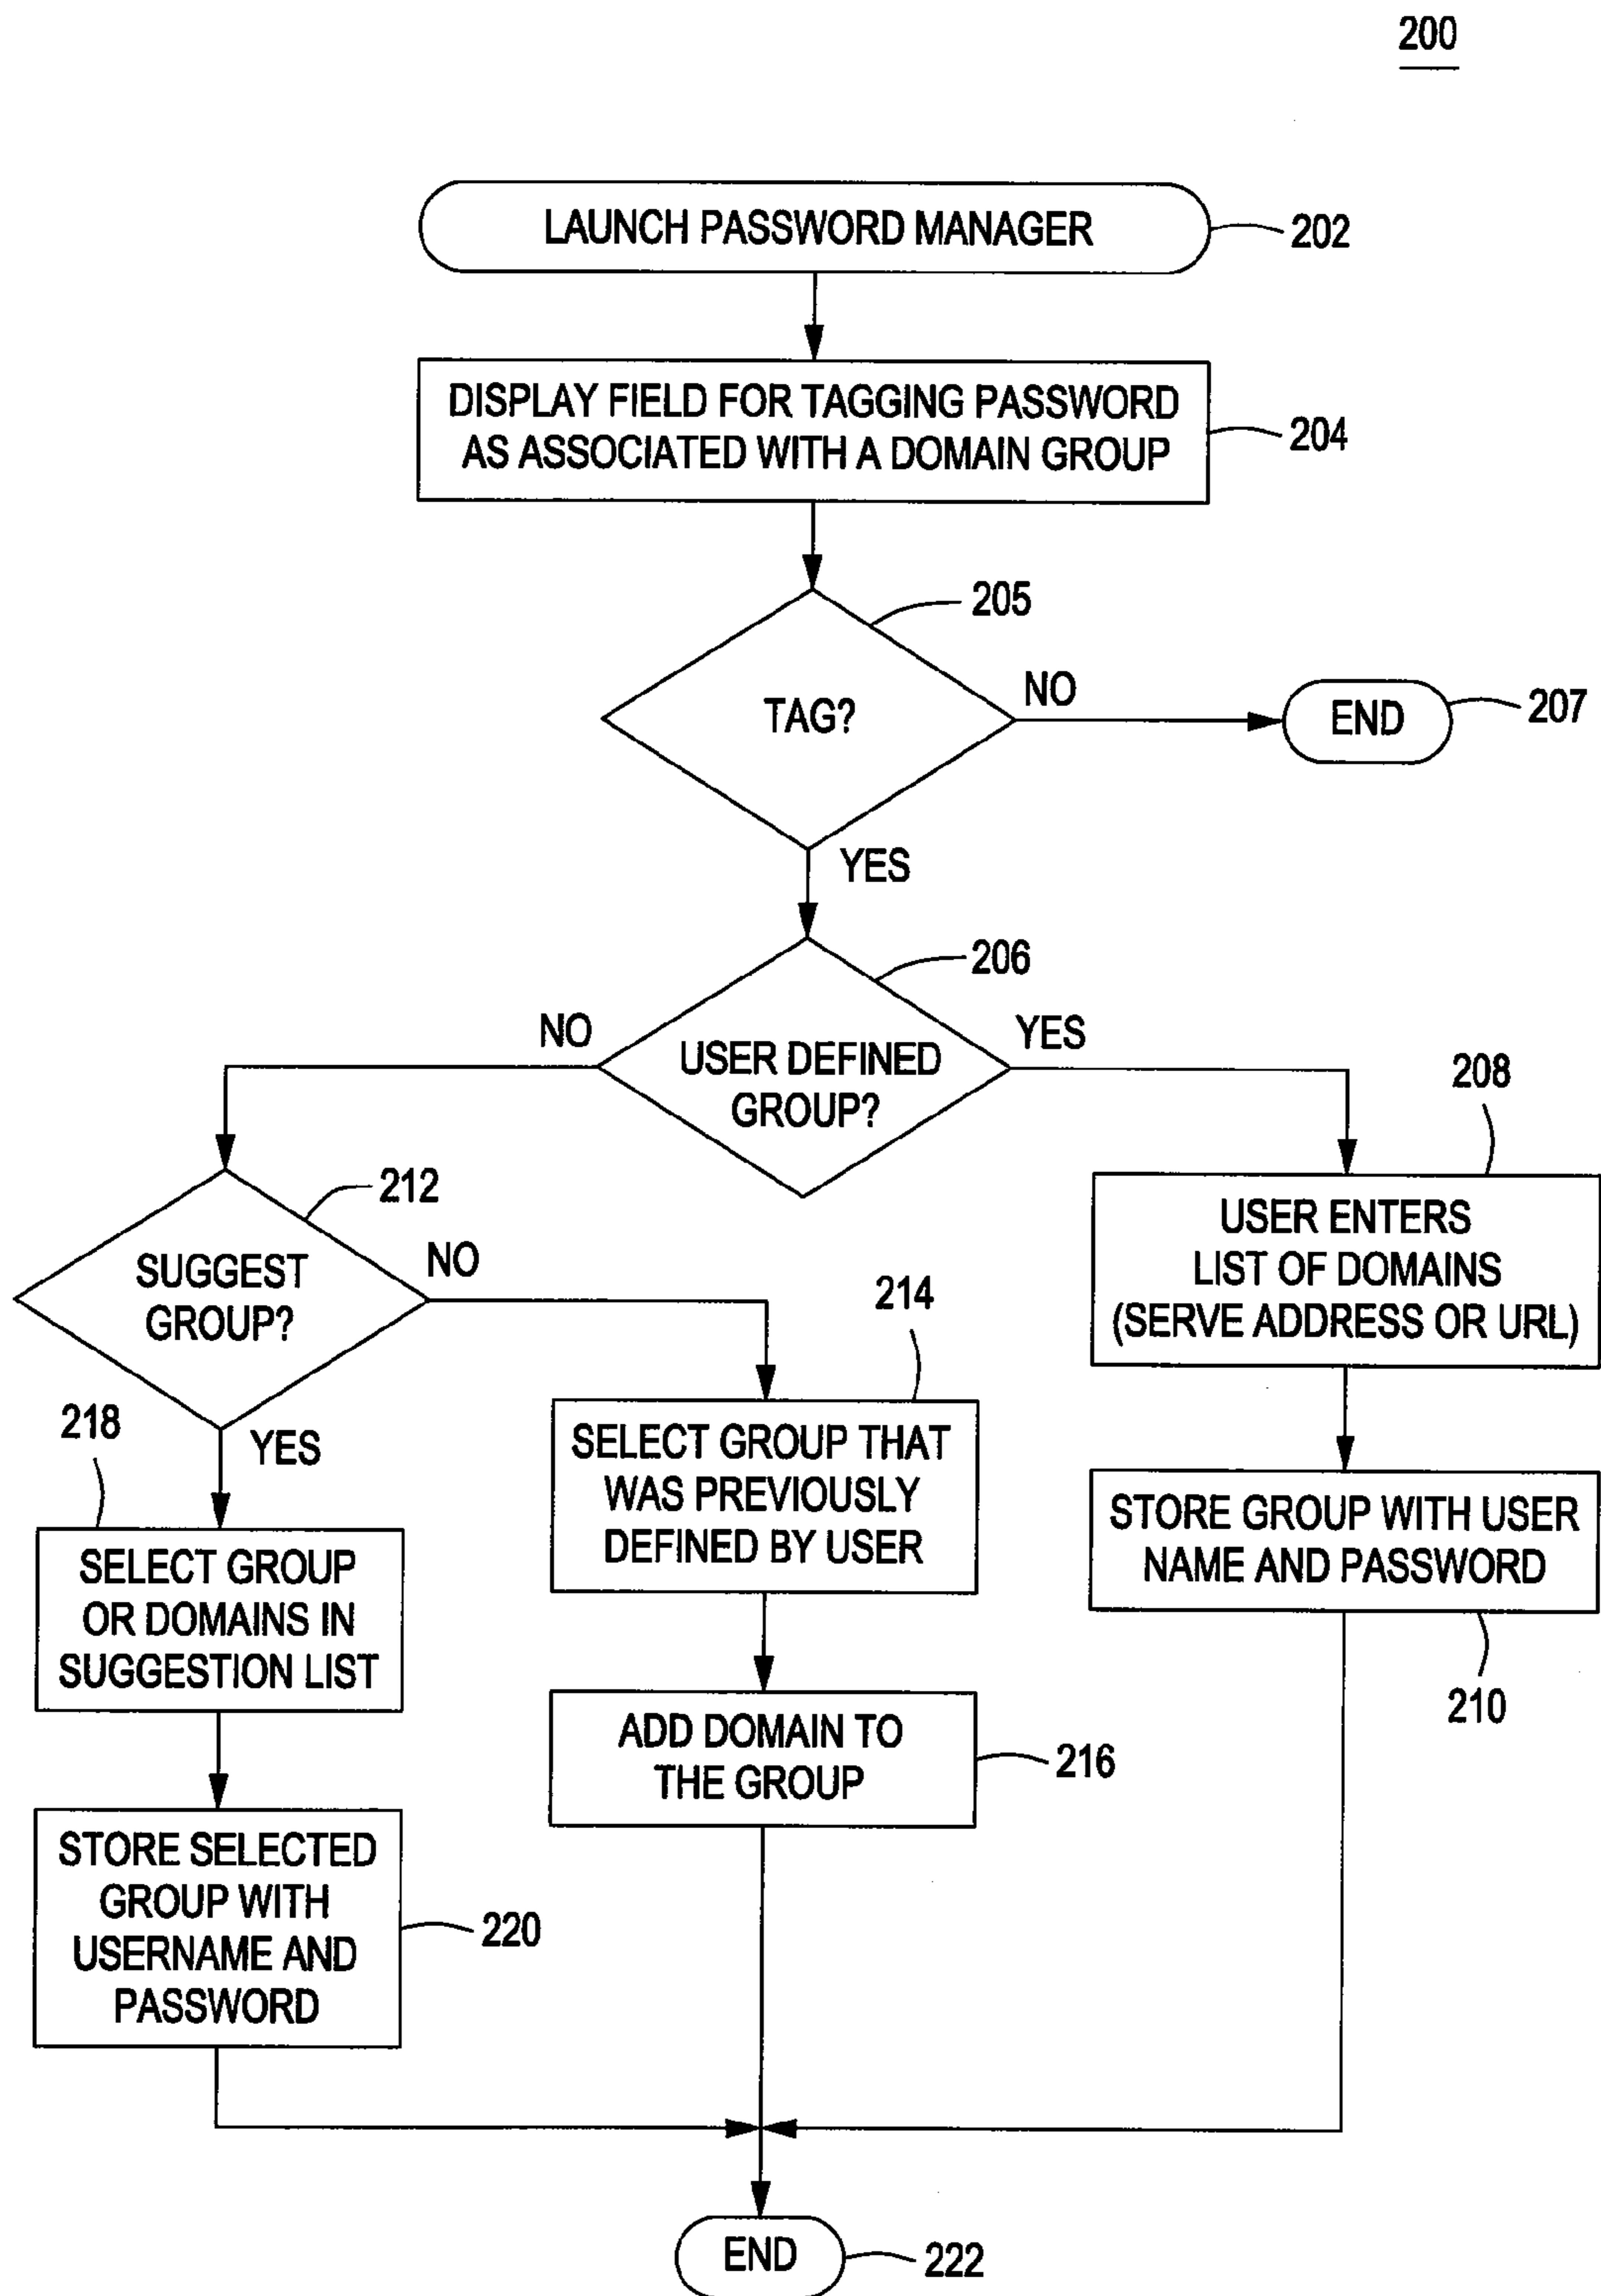 200
LAUNCH PASSWORD MANAGER
202
DISPLAY FIELD FOR TAGGING PASSWORD
AS ASSOCIATED WITH A DOMAIN GROUP
204
205
TAG?
NO
END
207
YES
206
NO
USER DEFINED
GROUP?
YES
208
212
SUGGEST
GROUP?
NO
USER ENTERS
LIST OF DOMAINS
(SERVE ADDRESS OR URL)
214
218
YES
SELECT GROUP THAT
WAS PREVIOUSLY
DEFINED BY USER
STORE GROUP WITH USER
NAME AND PASSWORD
210
SELECT GROUP
OR DOMAINS IN
SUGGESTION LIST
ADD DOMAIN TO
THE GROUP
216
STORE SELECTED
GROUP WITH
USERNAME AND
PASSWORD
220
END
222